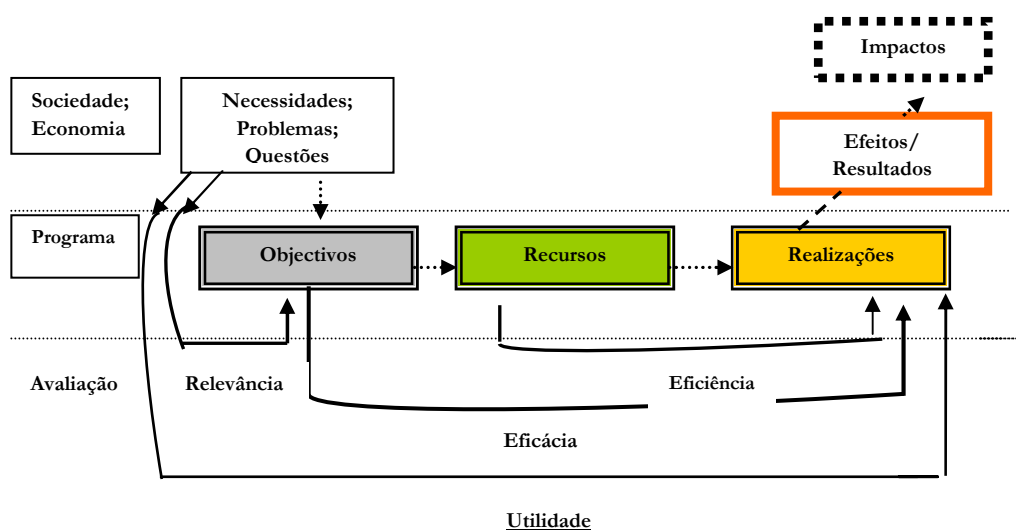 Impactos
Sociedade;
Economia
Necessidades;
Problemas;
Questões
Efeitos/
Resultados
Programa
Objectivos
Recursos
Realizações
Avaliação
Relevância
Eficiência
Eficácia
Utilidade